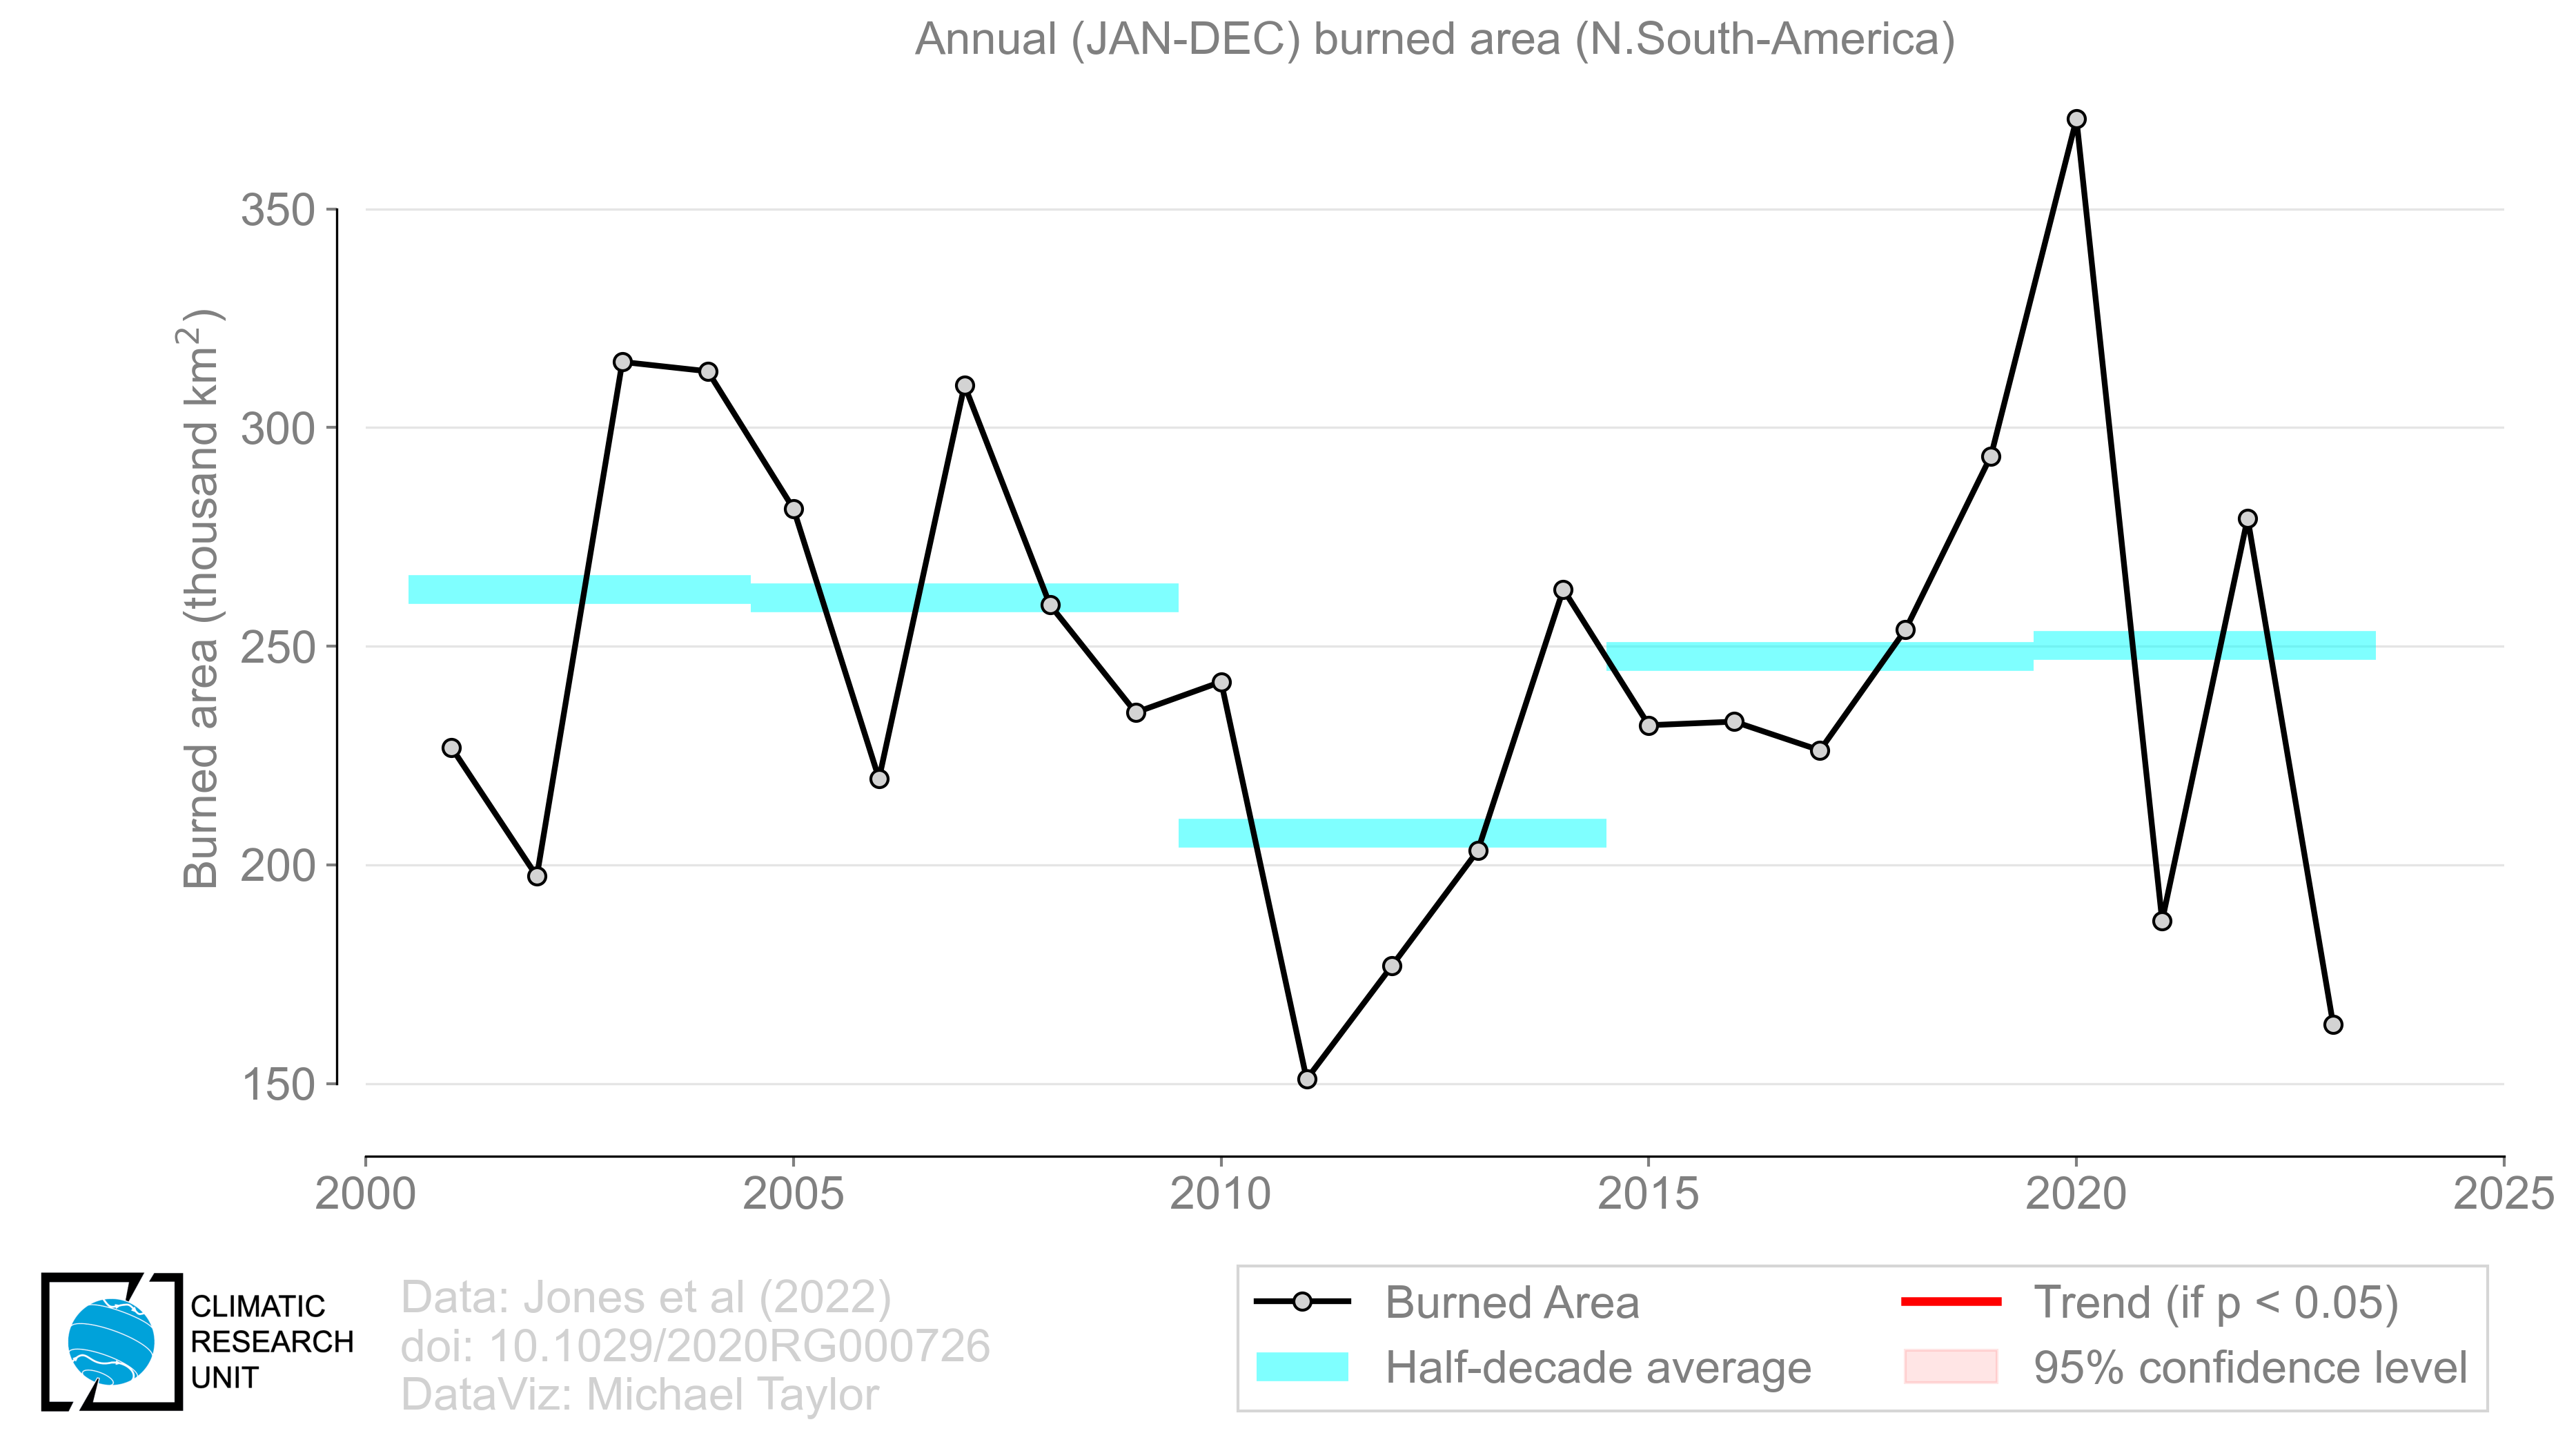 Annual (JAN-DEC) burned area (N.South-America)
Burned area (thousand km²)
350
300
250
200
150
2000 2005 2010 2015 2020 2025
CLIMATIC
RESEARCH
UNIT
Data: Jones et al (2022)
doi: 10.1029/2020RG000726
DataViz: Michael Taylor
Burned Area
Half-decade average
Trend (if p < 0.05)
95% confidence level